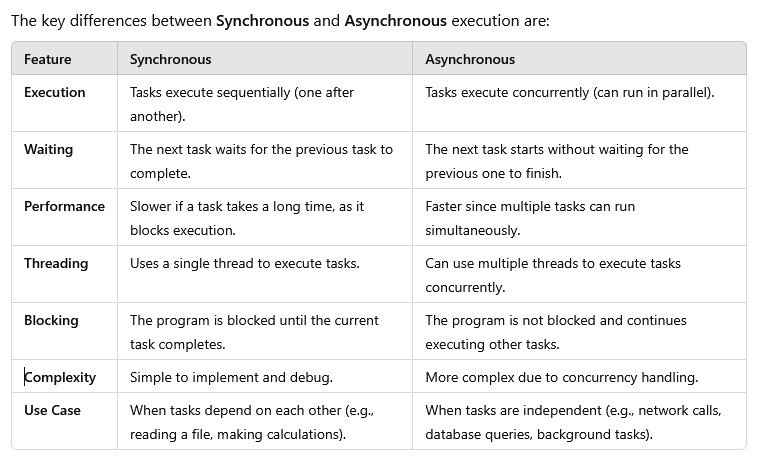 The key differences between Synchronous and Asynchronous execution are:
Feature Synchronous Asynchronous
Execution Tasks execute sequentially (one after another). Tasks execute concurrently (can run in parallel).
Waiting The next task waits for the previous task to complete. The next task starts without waiting for the previous one to finish.
Performance Slower if a task takes a long time, as it blocks execution. Faster since multiple tasks can run simultaneously.
Threading Uses a single thread to execute tasks. Can use multiple threads to execute tasks concurrently.
Blocking The program is blocked until the current task completes. The program is not blocked and continues executing other tasks.
Complexity Simple to implement and debug. More complex due to concurrency handling.
Use Case When tasks depend on each other (e.g., reading a file, making calculations). When tasks are independent (e.g., network calls, database queries, background tasks).